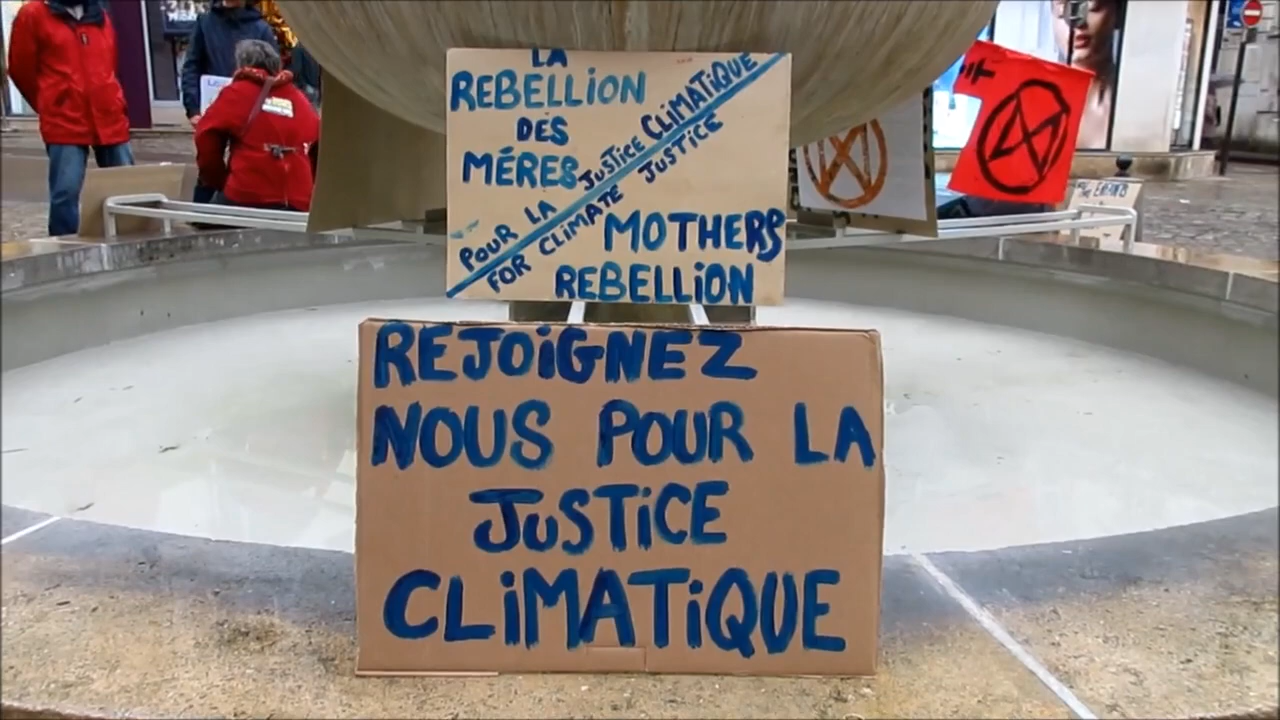 LA
REBELLiON
DES
MÉRES
POUR LA JUSTiCE CLiMATiQUE
FOR CLiMATE JUSTiCE
MOTHERS
REBELLiON
REJOiGNEZ
NOUS POUR LA
JUSTiCE
CLiMATiQUE